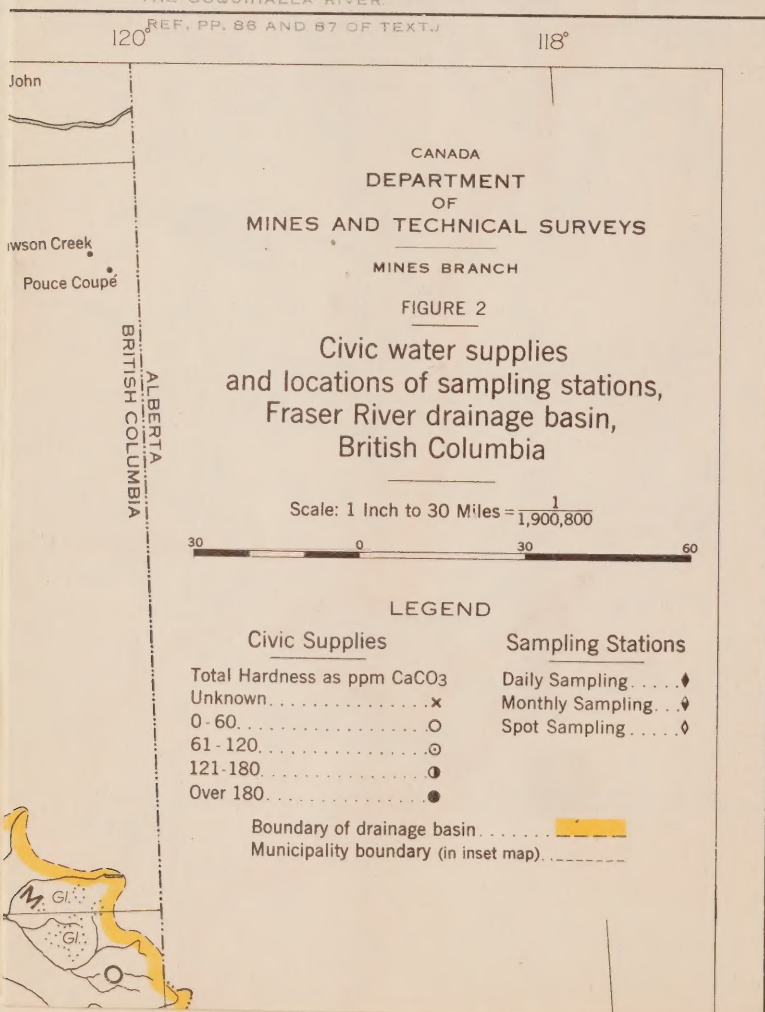 THE COQUIHALLA RIVER.
REF. PP. 86 AND 87 OF TEXT.
120°
118°
John
wson Creek
Pouce Coupé
ALBERTA
BRITISH COLUMBIA
CANADA
DEPARTMENT
OF
MINES AND TECHNICAL SURVEYS
MINES BRANCH
FIGURE 2
Civic water supplies
and locations of sampling stations,
Fraser River drainage basin,
British Columbia
Scale: 1 Inch to 30 Miles = 1/1,900,800
30 0 30 60
LEGEND
Civic Supplies
Total Hardness as ppm CaCO3
Unknown
0-60
61-120
121-180
Over 180
Sampling Stations
Daily Sampling
Monthly Sampling
Spot Sampling
Boundary of drainage basin
Municipality boundary (in inset map)
M
Gl.
Gl.
O